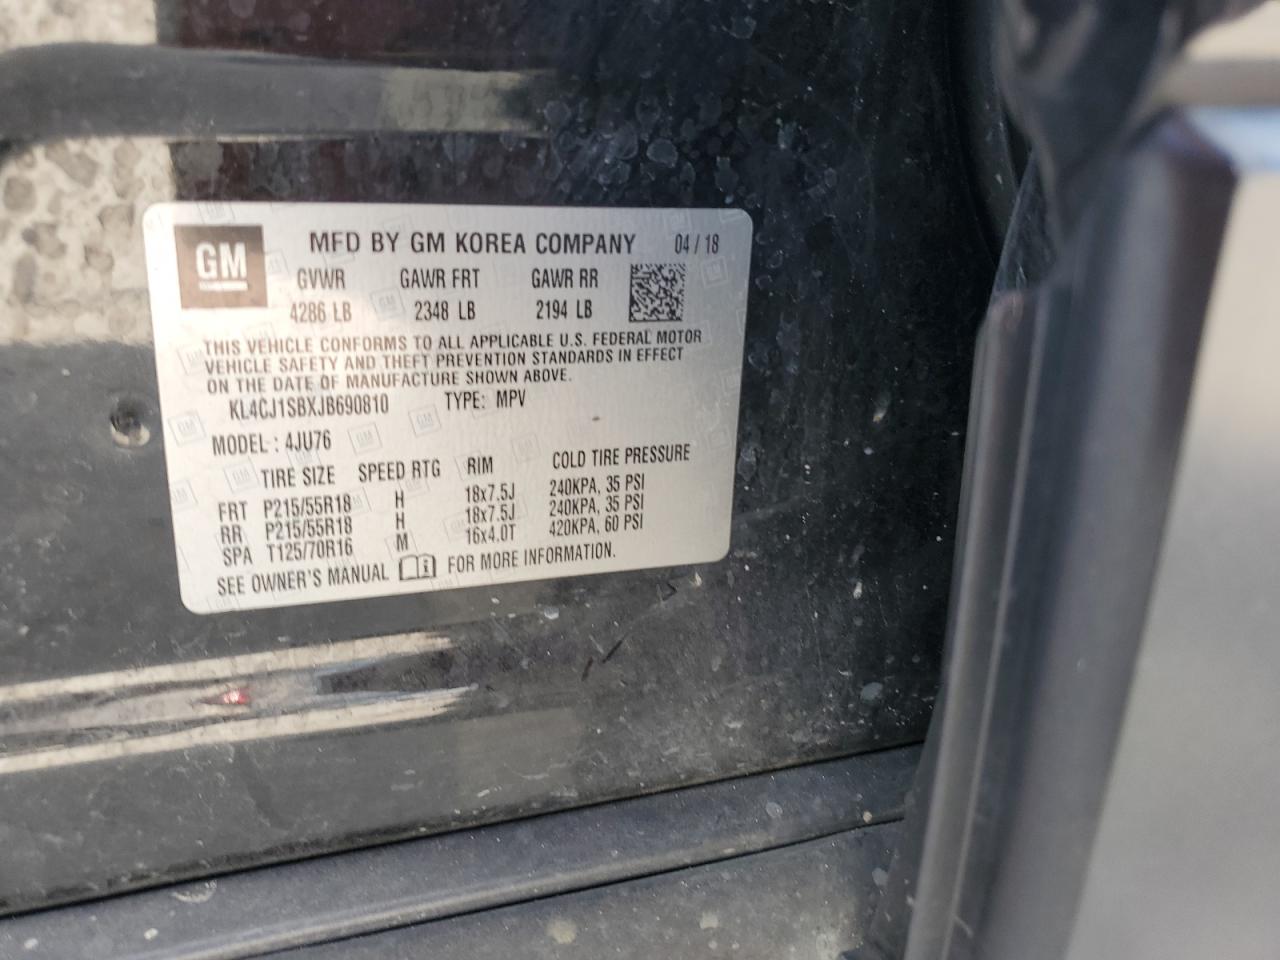 GM
MFD BY GM KOREA COMPANY 04 / 18
GVWR GAWR FRT GAWR RR
4286 LB 2348 LB 2194 LB
THIS VEHICLE CONFORMS TO ALL APPLICABLE U.S. FEDERAL MOTOR
VEHICLE SAFETY AND THEFT PREVENTION STANDARDS IN EFFECT
ON THE DATE OF MANUFACTURE SHOWN ABOVE.
KL4CJ1SBXJB690810 TYPE: MPV
MODEL : 4JU76
TIRE SIZE SPEED RTG RIM COLD TIRE PRESSURE
FRT P215/55R18 H 18x7.5J 240KPA, 35 PSI
RR P215/55R18 H 18x7.5J 240KPA, 35 PSI
SPA T125/70R16 M 16x4.0T 420KPA, 60 PSI
SEE OWNER'S MANUAL i FOR MORE INFORMATION.